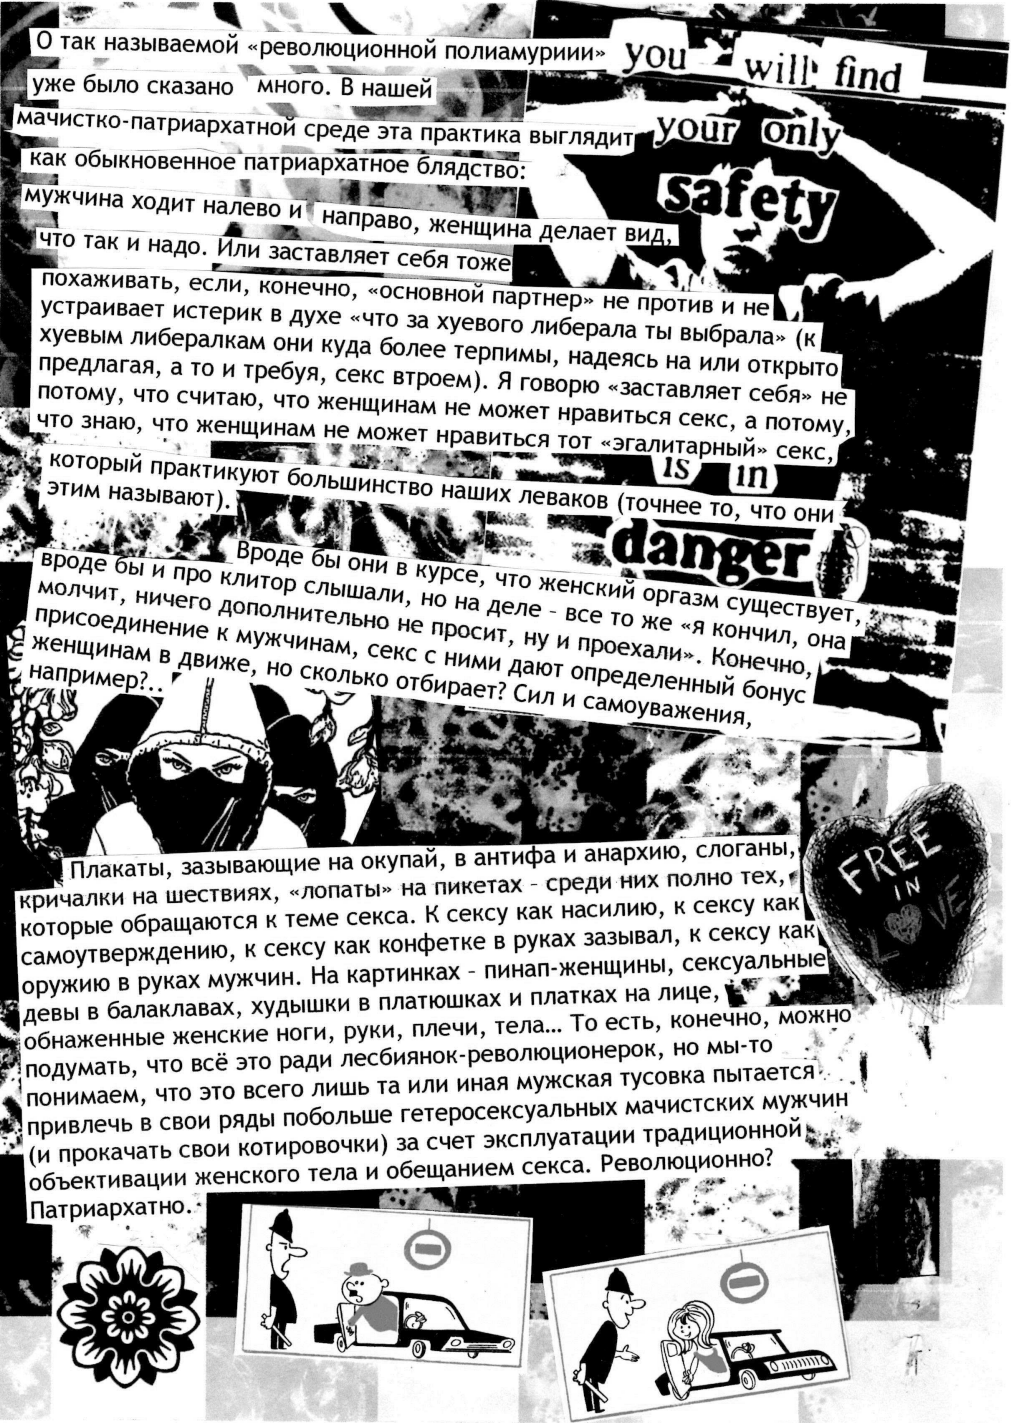 О так называемой «революционной полиамуриии»
уже было сказано много. В нашей
мачистко-патриархатной среде эта практика выглядит
как обыкновенное патриархатное блядство:
мужчина ходит налево и направо, женщина делает вид,
что так и надо. Или заставляет себя тоже
похаживать, если, конечно, «основной партнер» не против и не
устраивает истерик в духе «что за хуевого либерала ты выбрала» (к
хуевым либералкам они куда более терпимы, надеясь на или открыто
предлагая, а то и требуя, секс втроем). Я говорю «заставляет себя» не
потому, что считаю, что женщинам не может нравиться секс, а потому,
что знаю, что женщинам не может нравиться тот «эгалитарный» секс,
который практикуют большинство наших леваков (точнее то, что они
этим называют).
you will find
your only
safety
is in
danger
Вроде бы они в курсе, что женский оргазм существует,
вроде бы и про клитор слышали, но на деле - все то же «я кончил, она
молчит, ничего дополнительно не просит, ну и проехали». Конечно,
присоединение к мужчинам, секс с ними дают определенный бонус
женщинам в движе, но сколько отбирает? Сил и самоуважения,
например?..
Плакаты, зазывающие на окупай, в антифа и анархию, слоганы,
кричалки на шествиях, «лопаты» на пикетах - среди них полно тех,
которые обращаются к теме секса. К сексу как насилию, к сексу как
самоутверждению, к сексу как конфетке в руках зазывал, к сексу как
оружию в руках мужчин. На картинках - пинап-женщины, сексуальные
девы в балаклавах, худышки в платюшках и платках на лице,
обнаженные женские ноги, руки, плечи, тела... То есть, конечно, можно
подумать, что всё это ради лесбиянок-революционерок, но мы-то
понимаем, что это всего лишь та или иная мужская тусовка пытается
привлечь в свои ряды побольше гетеросексуальных мачистских мужчин
(и прокачать свои котировочки) за счет эксплуатации традиционной
объективации женского тела и обещанием секса. Революционно?
Патриархатно.
FREE
IN
LOVE